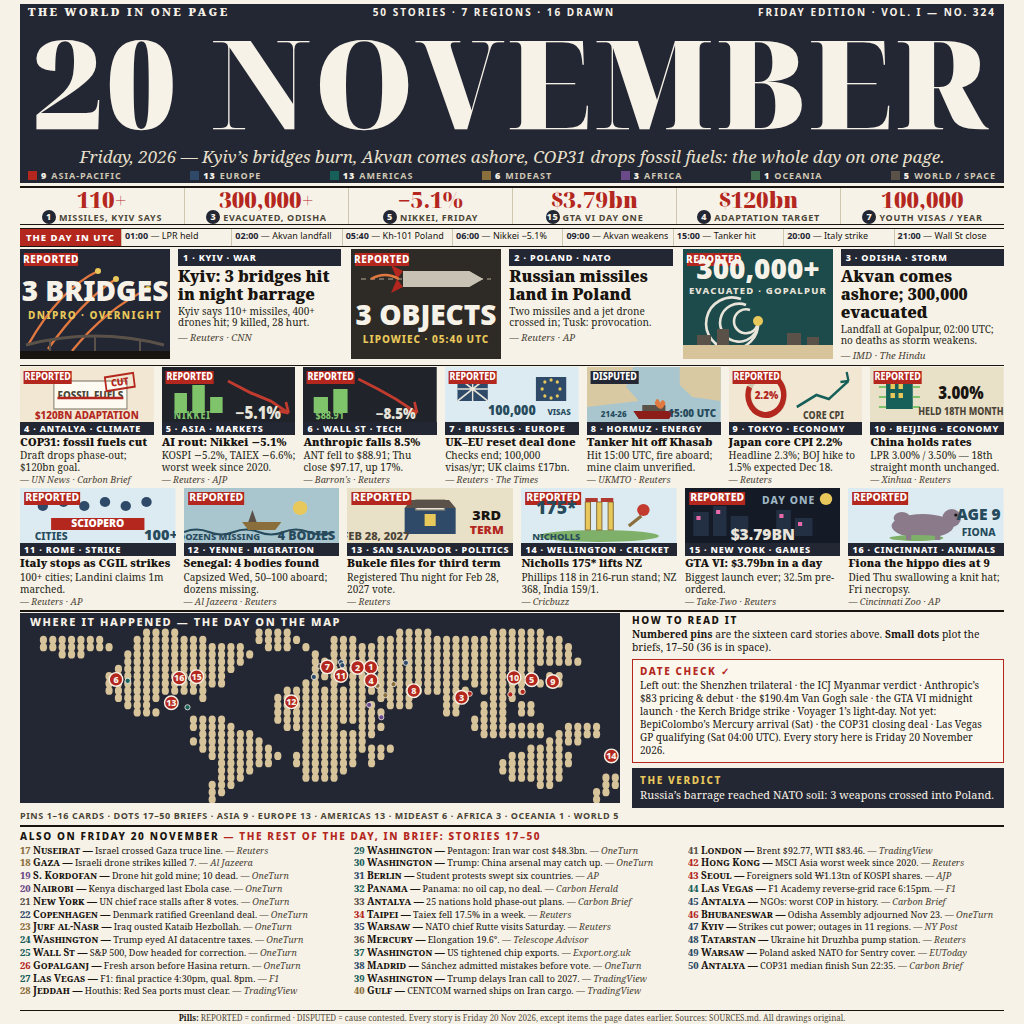 THE WORLD IN ONE PAGE
50 STORIES · 7 REGIONS · 16 DRAWN
FRIDAY EDITION · VOL. I — NO. 324
20 NOVEMBER
Friday, 2026 — Kyiv's bridges burn, Akvan comes ashore, COP31 drops fossil fuels: the whole day on one page.
9 ASIA-PACIFIC
13 EUROPE
13 AMERICAS
6 MIDEAST
3 AFRICA
1 OCEANIA
5 WORLD / SPACE
110+
1 MISSILES, KYIV SAYS
300,000+
3 EVACUATED, ODISHA
−5.1%
5 NIKKEI, FRIDAY
$3.79bn
15 GTA VI DAY ONE
$120bn
4 ADAPTATION TARGET
100,000
7 YOUTH VISAS / YEAR
THE DAY IN UTC
01:00 — LPR held
02:00 — Akvan landfall
05:40 — Kh-101 Poland
06:00 — Nikkei −5.1%
09:00 — Akvan weakens
15:00 — Tanker hit
20:00 — Italy strike
21:00 — Wall St close
REPORTED
3 BRIDGES
DNIPRO · OVERNIGHT
1 · KYIV · WAR
Kyiv: 3 bridges hit
in night barrage
Kyiv says 110+ missiles, 400+
drones hit; 9 killed, 28 hurt.
— Reuters · CNN
REPORTED
3 OBJECTS
LIPOWIEC · 05:40 UTC
2 · POLAND · NATO
Russian missiles
land in Poland
Two missiles and a jet drone
crossed in; Tusk: provocation.
— Reuters · AP
REPORTED
300,000+
EVACUATED · GOPALPUR
3 · ODISHA · STORM
Akvan comes
ashore; 300,000
evacuated
Landfall at Gopalpur, 02:00 UTC;
no deaths as storm weakens.
— IMD · The Hindu
REPORTED
CUT
FOSSIL FUELS
$120BN ADAPTATION
4 · ANTALYA · CLIMATE
COP31: fossil fuels cut
Draft drops phase-out;
$120bn goal.
— UN News · Carbon Brief
REPORTED
NIKKEI
−5.1%
5 · ASIA · MARKETS
AI rout: Nikkei −5.1%
KOSPI −5.2%, TAIEX −6.6%;
worst week since 2020.
— Reuters · AJP
REPORTED
$88.91
−8.5%
6 · WALL ST · TECH
Anthropic falls 8.5%
ANT fell to $88.91; Thu
close $97.17, up 17%.
— Barron's · Reuters
REPORTED
100,000 VISAS
7 · BRUSSELS · EUROPE
UK–EU reset deal done
Checks end; 100,000
visas/yr; UK claims £17bn.
— Reuters · The Times
DISPUTED
214-26
15:00 UTC
8 · HORMUZ · ENERGY
Tanker hit off Khasab
Hit 15:00 UTC, fire aboard;
mine claim unverified.
— UKMTO · Reuters
REPORTED
2.2%
CORE CPI
9 · TOKYO · ECONOMY
Japan core CPI 2.2%
Headline 2.3%; BOJ hike to
1.5% expected Dec 18.
— Reuters
REPORTED
3.00%
HELD 18TH MONTH
10 · BEIJING · ECONOMY
China holds rates
LPR 3.00% / 3.50% — 18th
straight month unchanged.
— Xinhua · Reuters
REPORTED
SCIOPERO
CITIES
100+
11 · ROME · STRIKE
Italy stops as CGIL strikes
100+ cities; Landini claims 1m
marched.
— Reuters · AP
REPORTED
OZENS MISSING
4 BODIES
12 · YENNE · MIGRATION
Senegal: 4 bodies found
Capsized Wed, 50–100 aboard;
dozens missing.
— Al Jazeera · Reuters
REPORTED
EB 28, 2027
3RD
TERM
13 · SAN SALVADOR · POLITICS
Bukele files for third term
Registered Thu night for Feb 28,
2027 vote.
— Reuters
REPORTED
175*
NICHOLLS
14 · WELLINGTON · CRICKET
Nicholls 175* lifts NZ
Phillips 118 in 216-run stand; NZ
368, India 159/1.
— Cricbuzz
REPORTED
DAY ONE
$3.79BN
15 · NEW YORK · GAMES
GTA VI: $3.79bn in a day
Biggest launch ever; 32.5m pre-
ordered.
— Take-Two · Reuters
REPORTED
AGE 9
FIONA
16 · CINCINNATI · ANIMALS
Fiona the hippo dies at 9
Died Thu swallowing a knit hat;
Fri necropsy.
— Cincinnati Zoo · AP
WHERE IT HAPPENED — THE DAY ON THE MAP
6
16
15
13
12
7
11
2
1
4
8
3
10
5
9
14
PINS 1–16 CARDS · DOTS 17–50 BRIEFS · ASIA 9 · EUROPE 13 · AMERICAS 13 · MIDEAST 6 · AFRICA 3 · OCEANIA 1 · WORLD 5
HOW TO READ IT
Numbered pins are the sixteen card stories above. Small dots plot the
briefs, 17–50 (36 is in space).
DATE CHECK ✓
Left out: the Shenzhen trilateral · the ICJ Myanmar verdict · Anthropic's
$83 pricing & debut · the $190.4m Van Gogh sale · the GTA VI midnight
launch · the Kerch Bridge strike · Voyager 1's light-day. Not yet:
BepiColombo's Mercury arrival (Sat) · the COP31 closing deal · Las Vegas
GP qualifying (Sat 04:00 UTC). Every story here is Friday 20 November
2026.
THE VERDICT
Russia's barrage reached NATO soil: 3 weapons crossed into Poland.
ALSO ON FRIDAY 20 NOVEMBER — THE REST OF THE DAY, IN BRIEF: STORIES 17–50
17 NUSEIRAT — Israel crossed Gaza truce line. — Reuters
18 GAZA — Israeli drone strikes killed 7. — Al Jazeera
19 S. KORDOFAN — Drone hit gold mine; 10 dead. — OneTurn
20 NAIROBI — Kenya discharged last Ebola case. — OneTurn
21 NEW YORK — UN chief race stalls after 8 votes. — OneTurn
22 COPENHAGEN — Denmark ratified Greenland deal. — OneTurn
23 JURF AL-NASR — Iraq ousted Kataib Hezbollah. — OneTurn
24 WASHINGTON — Trump eyed AI datacentre taxes. — OneTurn
25 WALL ST — S&P 500, Dow headed for correction. — OneTurn
26 GOPALGANJ — Fresh arson before Hasina return. — OneTurn
27 LAS VEGAS — F1: final practice 4:30pm, qual. 8pm. — F1
28 JEDDAH — Houthis: Red Sea ports must clear. — TradingView
29 WASHINGTON — Pentagon: Iran war cost $48.3bn. — OneTurn
30 WASHINGTON — Trump: China arsenal may catch up. — OneTurn
31 BERLIN — Student protests swept six countries. — AP
32 PANAMA — Panama: no oil cap, no deal. — Carbon Herald
33 ANTALYA — 25 nations hold phase-out plans. — Carbon Brief
34 TAIPEI — Taiex fell 17.5% in a week. — Reuters
35 WARSAW — NATO chief Rutte visits Saturday. — Reuters
36 MERCURY — Elongation 19.6°. — Telescope Advisor
37 WASHINGTON — US tightened chip exports. — Export.org.uk
38 MADRID — Sánchez admitted mistakes before vote. — OneTurn
39 WASHINGTON — Trump delays Iran call to 2027. — TradingView
40 GULF — CENTCOM warned ships on Iran cargo. — TradingView
41 LONDON — Brent $92.77, WTI $83.46. — TradingView
42 HONG KONG — MSCI Asia worst week since 2020. — Reuters
43 SEOUL — Foreigners sold ₩1.13tn of KOSPI shares. — AJP
44 LAS VEGAS — F1 Academy reverse-grid race 6:15pm. — F1
45 ANTALYA — NGOs: worst COP in history. — Carbon Brief
46 BHUBANESWAR — Odisha Assembly adjourned Nov 23. — OneTurn
47 KYIV — Strikes cut power; outages in 11 regions. — NY Post
48 TATARSTAN — Ukraine hit Druzhba pump station. — Reuters
49 WARSAW — Poland asked NATO for Sentry cover. — EUToday
50 ANTALYA — COP31 median finish Sun 22:35. — Carbon Brief
Pills: REPORTED = confirmed · DISPUTED = cause contested. Every story is Friday 20 Nov 2026, except items the page dates earlier. Sources: SOURCES.md. All drawings original.